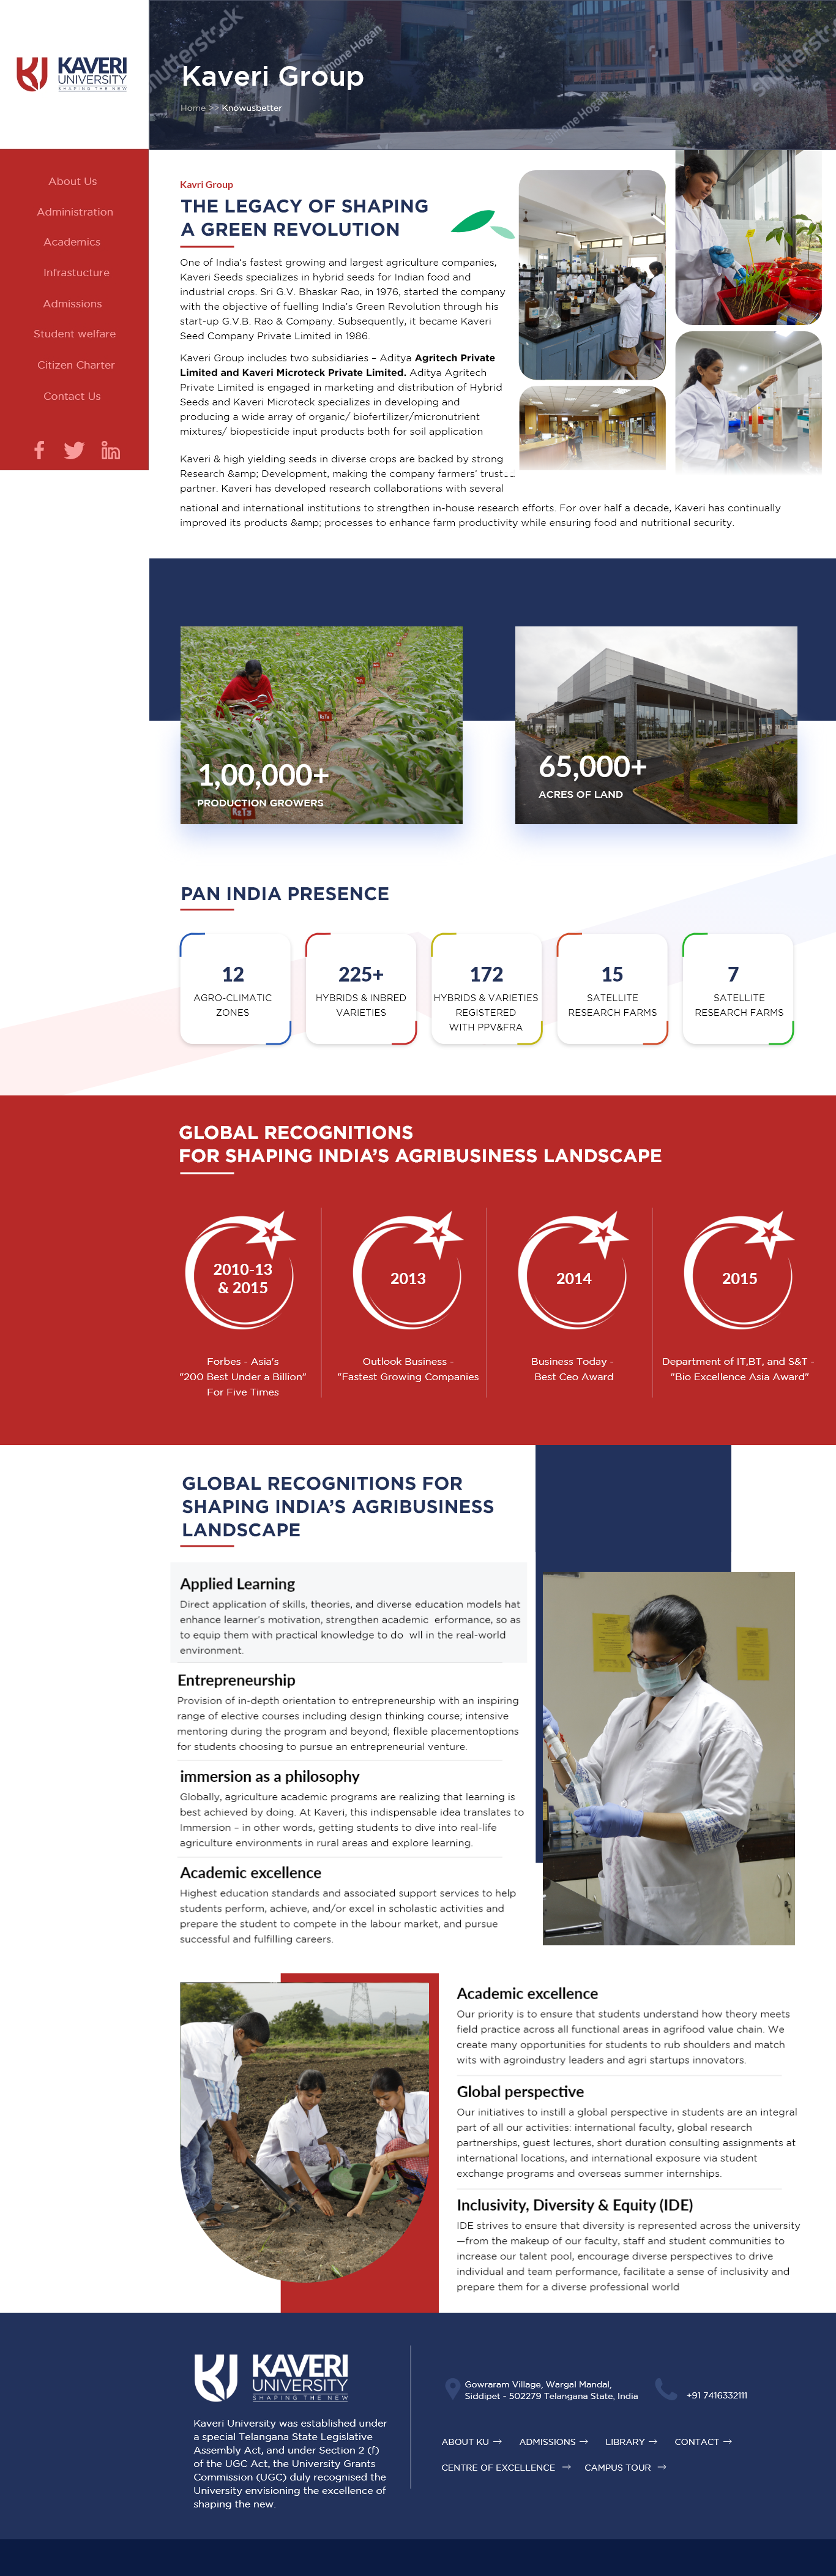 KAVERI
UNIVERSITY
SHAPING THE NEW
shutterstock
Simone Hogan
Simone Hogan
Kaveri Group
Home >> Knowusbetter
About Us
Administration
Academics
Infrastucture
Admissions
Student welfare
Citizen Charter
Contact Us
Kavri Group
THE LEGACY OF SHAPING
A GREEN REVOLUTION
One of India's fastest growing and largest agriculture companies,
Kaveri Seeds specializes in hybrid seeds for Indian food and
industrial crops. Sri G.V. Bhaskar Rao, in 1976, started the company
with the objective of fuelling India's Green Revolution through his
start-up G.V.B. Rao & Company. Subsequently, it became Kaveri
Seed Company Private Limited in 1986.
Kaveri Group includes two subsidiaries – Aditya Agritech Private
Limited and Kaveri Microteck Private Limited. Aditya Agritech
Private Limited is engaged in marketing and distribution of Hybrid
Seeds and Kaveri Microteck specializes in developing and
producing a wide array of organic/ biofertilizer/micronutrient
mixtures/ biopesticide input products both for soil application
Kaveri & high yielding seeds in diverse crops are backed by strong
Research &amp; Development, making the company farmers' trusted
partner. Kaveri has developed research collaborations with several
national and international institutions to strengthen in-house research efforts. For over half a decade, Kaveri has continually
improved its products &amp; processes to enhance farm productivity while ensuring food and nutritional security.
1,00,000+
PRODUCTION GROWERS
65,000+
ACRES OF LAND
PAN INDIA PRESENCE
12
AGRO-CLIMATIC
ZONES
225+
HYBRIDS & INBRED
VARIETIES
172
HYBRIDS & VARIETIES
REGISTERED
WITH PPV&FRA
15
SATELLITE
RESEARCH FARMS
7
SATELLITE
RESEARCH FARMS
GLOBAL RECOGNITIONS
FOR SHAPING INDIA'S AGRIBUSINESS LANDSCAPE
2010-13
& 2015
Forbes - Asia's
"200 Best Under a Billion"
For Five Times
2013
Outlook Business -
"Fastest Growing Companies
2014
Business Today -
Best Ceo Award
2015
Department of IT,BT, and S&T -
"Bio Excellence Asia Award"
GLOBAL RECOGNITIONS FOR
SHAPING INDIA'S AGRIBUSINESS
LANDSCAPE
Applied Learning
Direct application of skills, theories, and diverse education models hat
enhance learner's motivation, strengthen academic erformance, so as
to equip them with practical knowledge to do wll in the real-world
environment.
Entrepreneurship
Provision of in-depth orientation to entrepreneurship with an inspiring
range of elective courses including design thinking course; intensive
mentoring during the program and beyond; flexible placementoptions
for students choosing to pursue an entrepreneurial venture.
immersion as a philosophy
Globally, agriculture academic programs are realizing that learning is
best achieved by doing. At Kaveri, this indispensable idea translates to
Immersion – in other words, getting students to dive into real-life
agriculture environments in rural areas and explore learning.
Academic excellence
Highest education standards and associated support services to help
students perform, achieve, and/or excel in scholastic activities and
prepare the student to compete in the labour market, and pursue
successful and fulfilling careers.
Academic excellence
Our priority is to ensure that students understand how theory meets
field practice across all functional areas in agrifood value chain. We
create many opportunities for students to rub shoulders and match
wits with agroindustry leaders and agri startups innovators.
Global perspective
Our initiatives to instill a global perspective in students are an integral
part of all our activities: international faculty, global research
partnerships, guest lectures, short duration consulting assignments at
international locations, and international exposure via student
exchange programs and overseas summer internships.
Inclusivity, Diversity & Equity (IDE)
IDE strives to ensure that diversity is represented across the university
—from the makeup of our faculty, staff and student communities to
increase our talent pool, encourage diverse perspectives to drive
individual and team performance, facilitate a sense of inclusivity and
prepare them for a diverse professional world
KAVERI
UNIVERSITY
SHAPING THE NEW
Kaveri University was established under
a special Telangana State Legislative
Assembly Act, and under Section 2 (f)
of the UGC Act, the University Grants
Commission (UGC) duly recognised the
University envisioning the excellence of
shaping the new.
Gowraram Village, Wargal Mandal,
Siddipet - 502279 Telangana State, India
+91 7416332111
ABOUT KU → ADMISSIONS → LIBRARY → CONTACT →
CENTRE OF EXCELLENCE → CAMPUS TOUR →